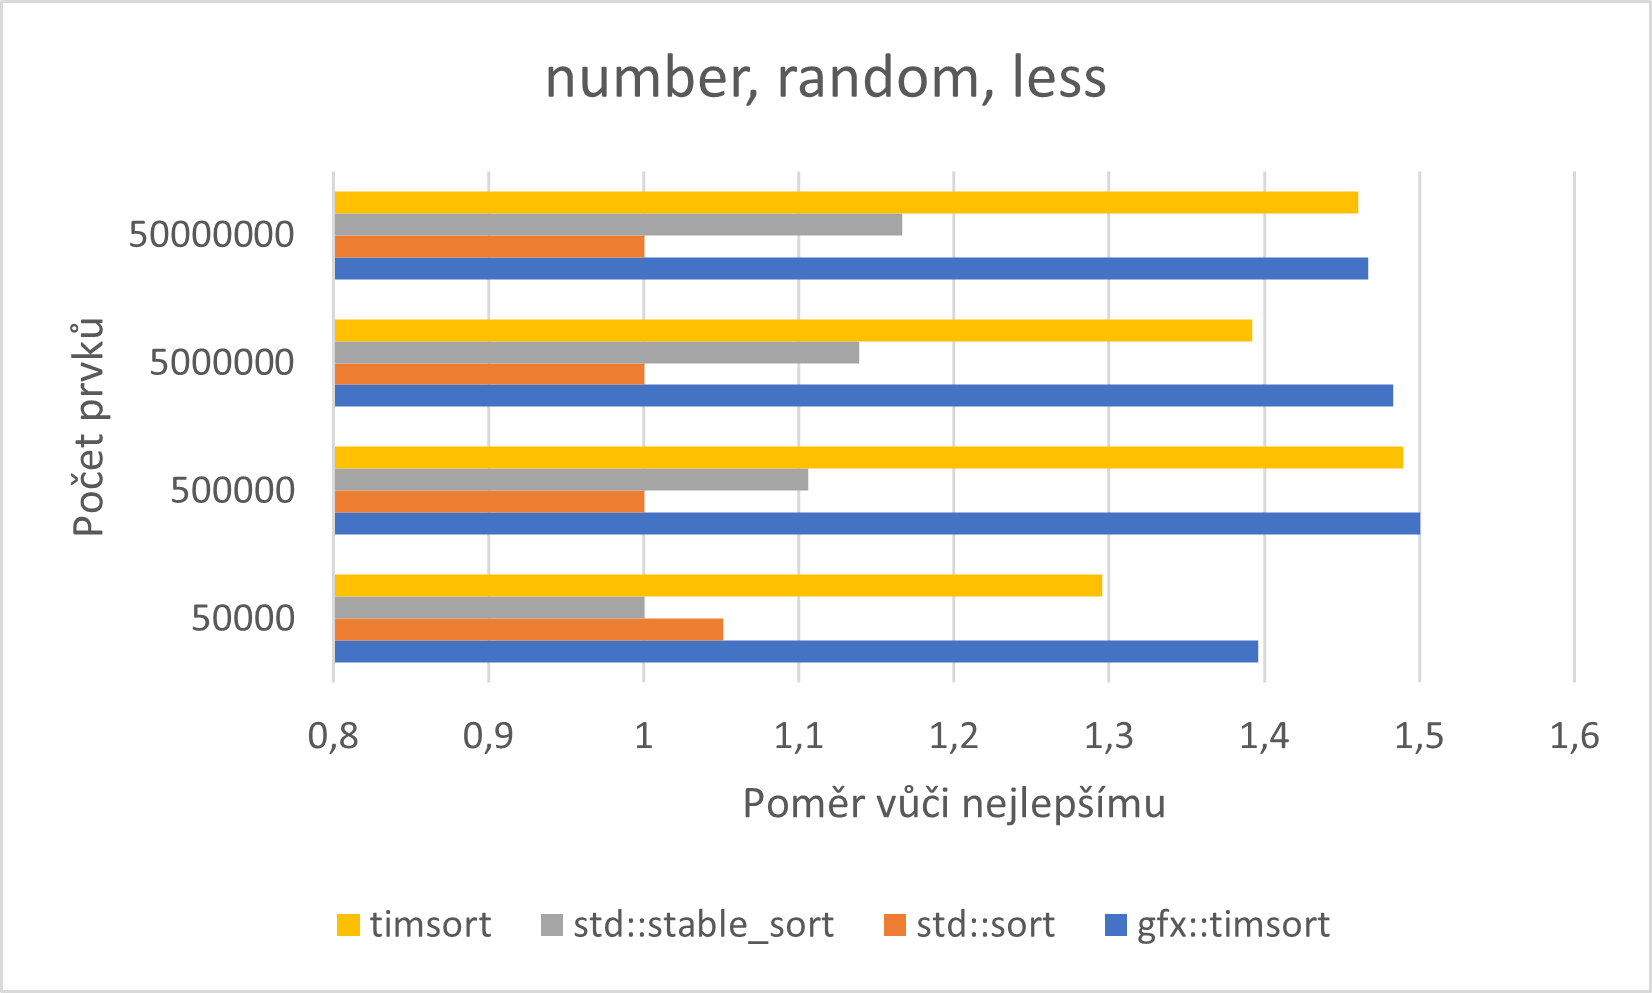 number, random, less
50000000
5000000
500000
50000
Počet prvků
0,8 0,9 1 1,1 1,2 1,3 1,4 1,5 1,6
Poměr vůči nejlepšímu
timsort std::stable_sort std::sort gfx::timsort